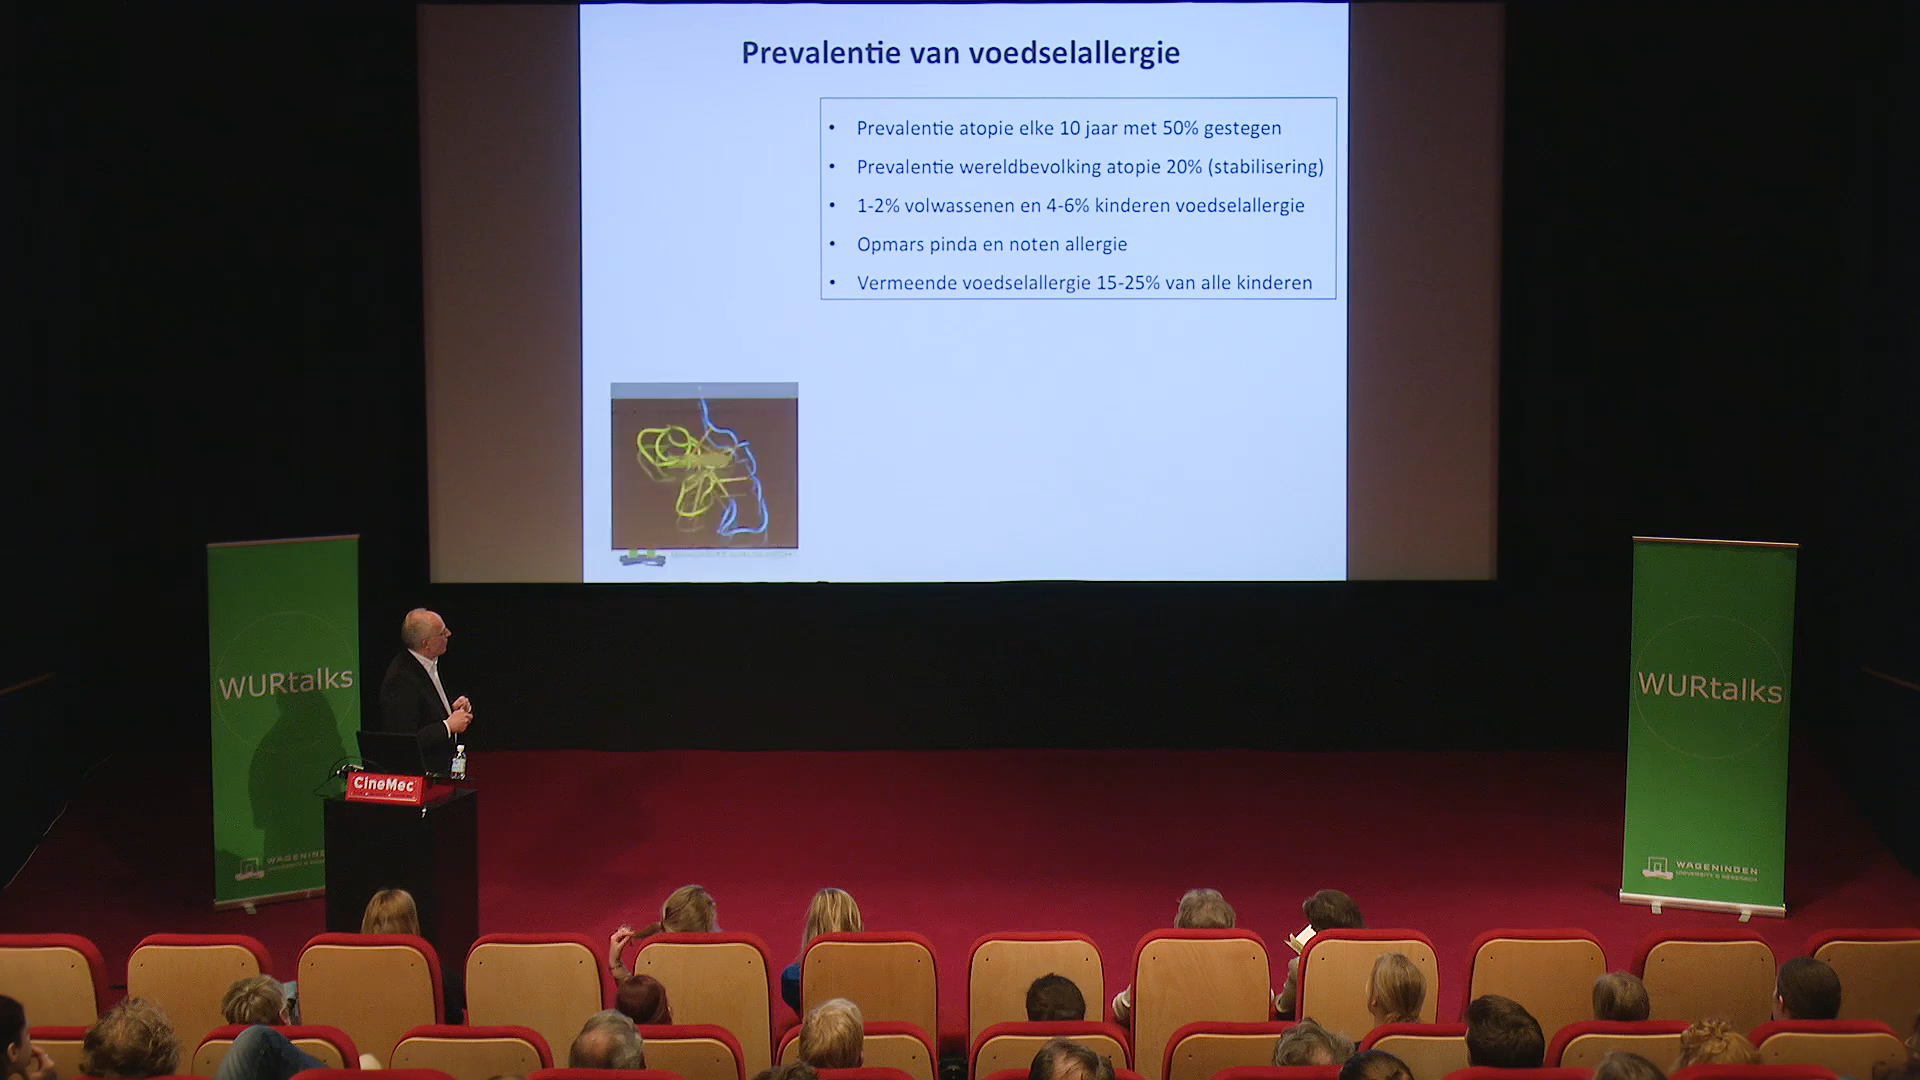 Prevalentie van voedselallergie
• Prevalentie atopie elke 10 jaar met 50% gestegen
• Prevalentie wereldbevolking atopie 20% (stabilisering)
• 1-2% volwassenen en 4-6% kinderen voedselallergie
• Opmars pinda en noten allergie
• Vermeende voedselallergie 15-25% van alle kinderen
WURtalks
WURtalks
CineMec
WAGENINGEN
UNIVERSITY & RESEARCH